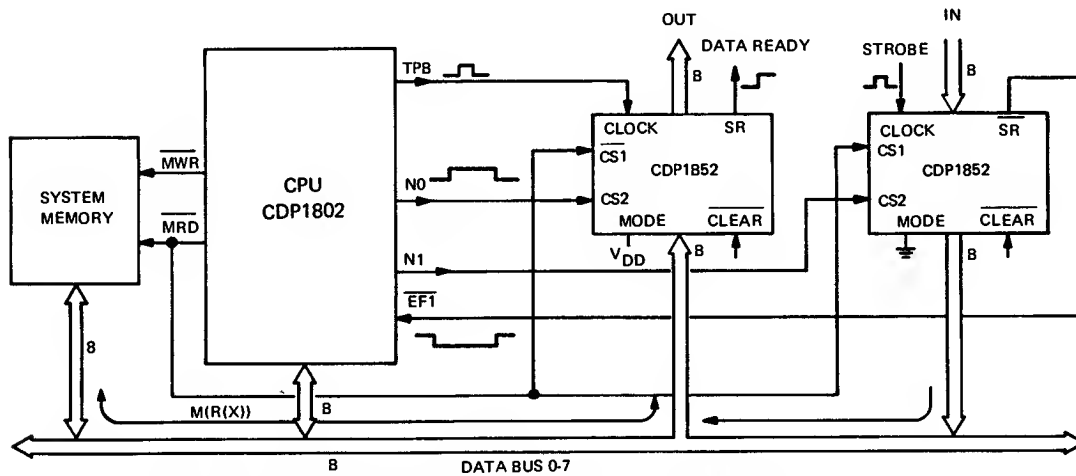 OUT
IN
DATA READY
STROBE
TPB
B
B
CLOCK
SR
CLOCK
SR
CS1
CS1
MWR
CPU
CDP1802
CDP1852
CDP1852
SYSTEM
MEMORY
N0
CS2
CS2
MRD
MODE
CLEAR
MODE
CLEAR
VDD
B
B
N1
EF1
8
M(R(X))
B
B
DATA BUS 0-7